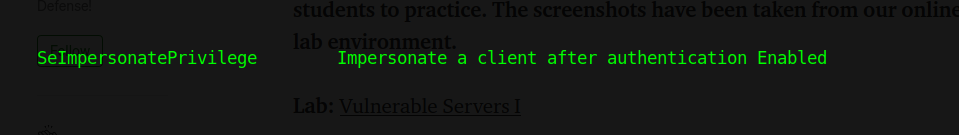 Defense!
students to practice. The screenshots have been taken from our online
lab environment.
SeImpersonatePrivilege Impersonate a client after authentication Enabled
Lab: Vulnerable Servers I